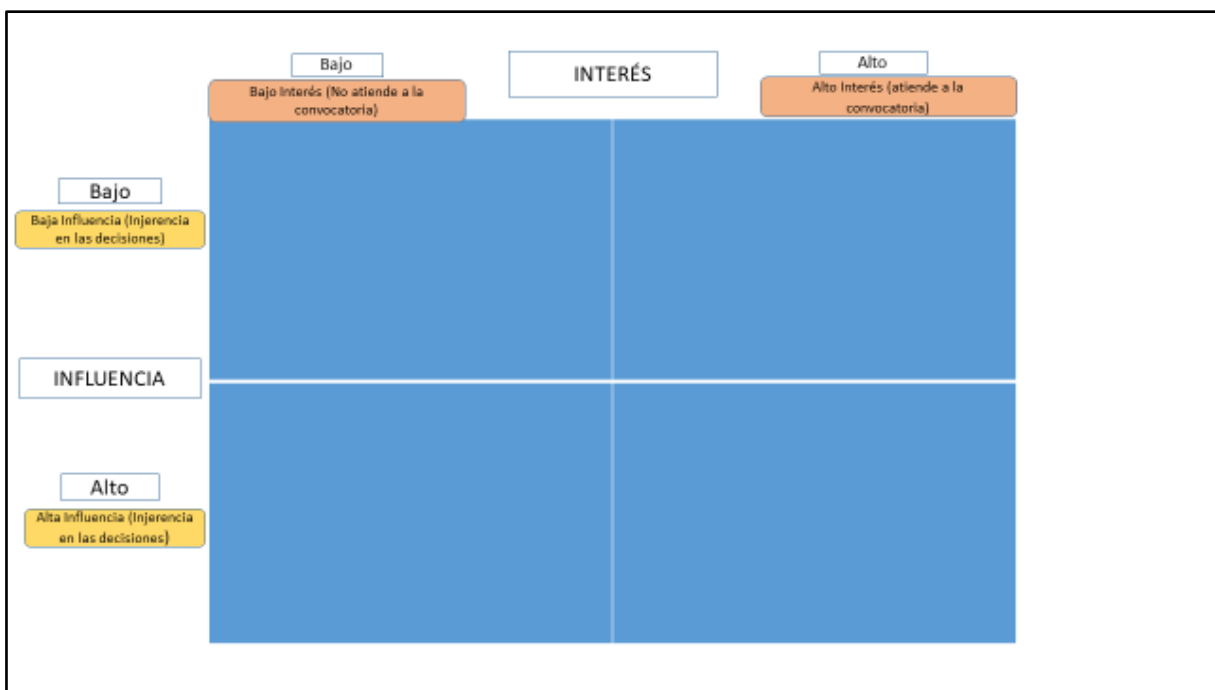 Bajo
INTERÉS
Alto
Bajo Interés (No atiende a la
convocatoria)
Alto Interés (atiende a la
convocatoria)
Bajo
Baja Influencia (Injerencia
en las decisiones)
INFLUENCIA
Alto
Alta Influencia (Injerencia
en las decisiones)